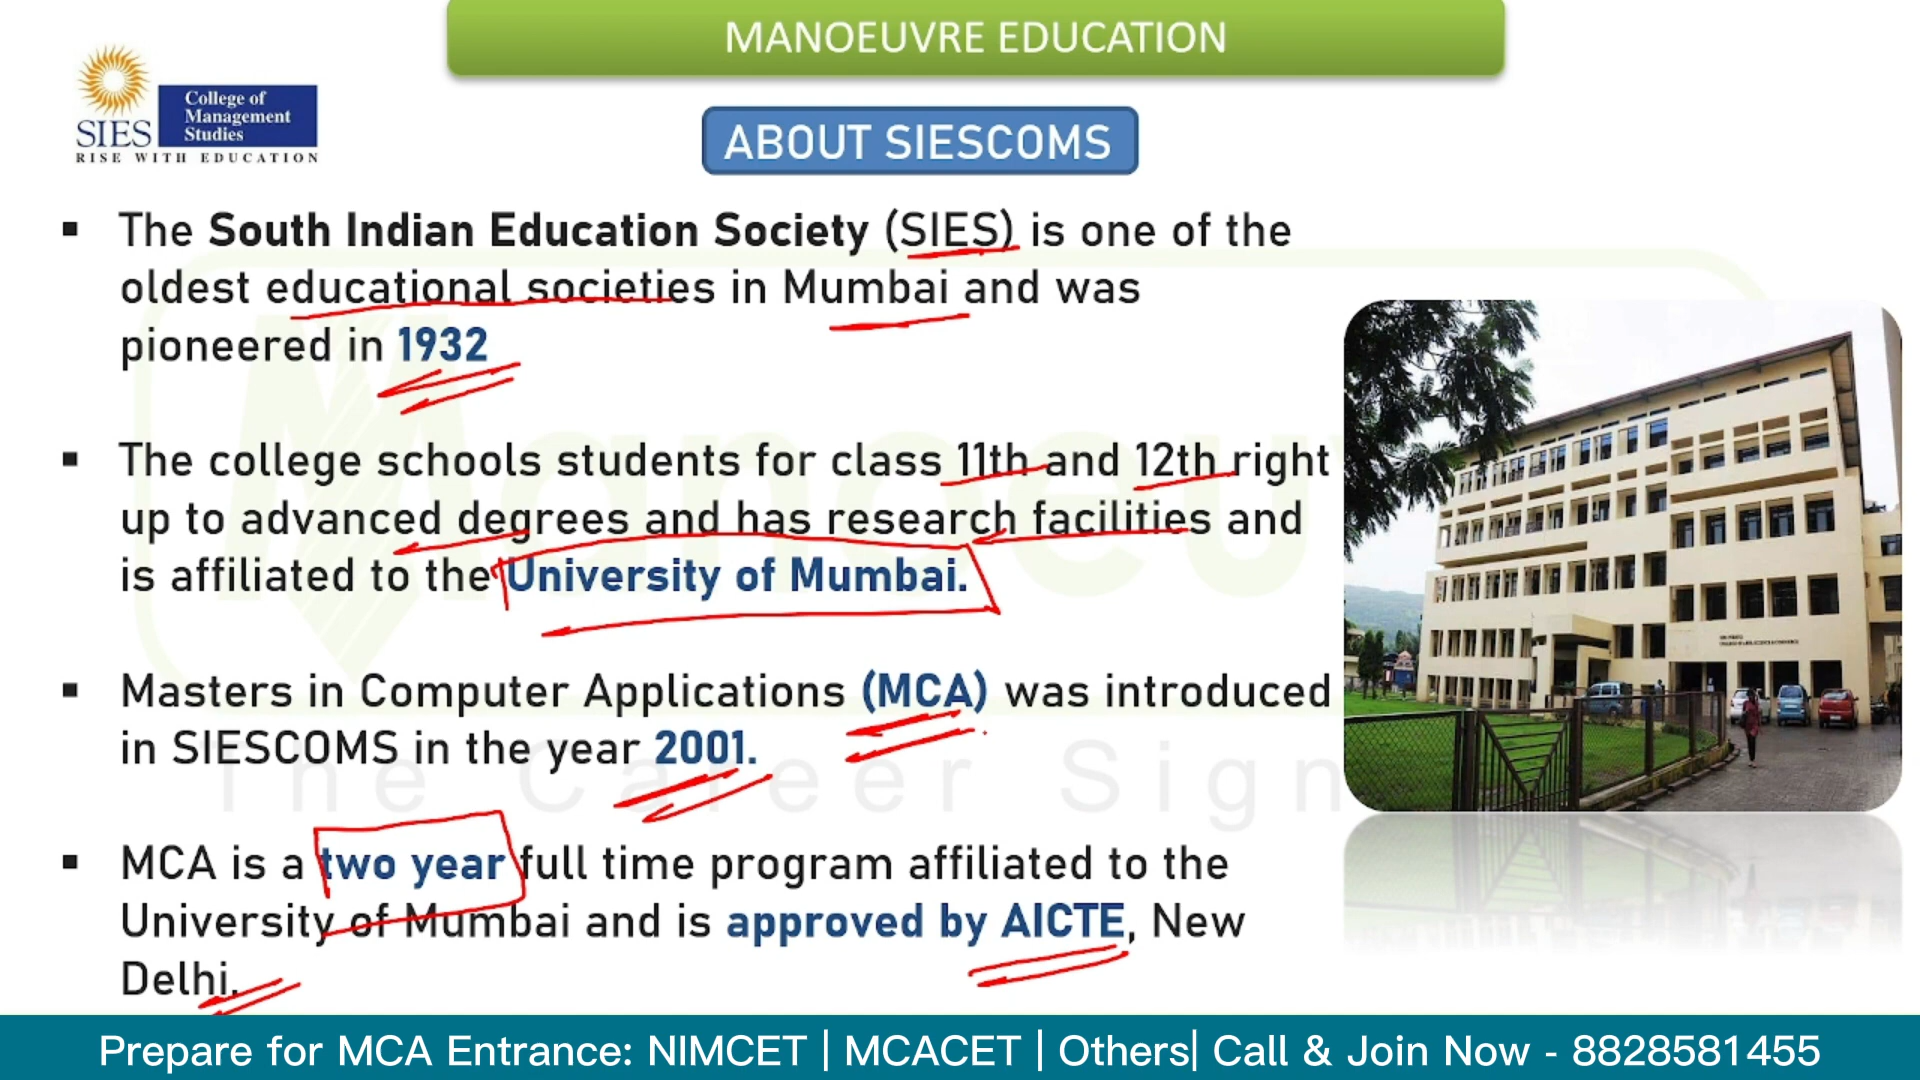 MANOEUVRE EDUCATION
SIES
College of
Management
Studies
RISE WITH EDUCATION
ABOUT SIESCOMS
▪ The South Indian Education Society (SIES) is one of the
oldest educational societies in Mumbai and was
pioneered in 1932
▪ The college schools students for class 11th and 12th right
up to advanced degrees and has research facilities and
is affiliated to the University of Mumbai.
▪ Masters in Computer Applications (MCA) was introduced
in SIESCOMS in the year 2001.
▪ MCA is a two year full time program affiliated to the
University of Mumbai and is approved by AICTE, New
Delhi.
The Career Sign
Prepare for MCA Entrance: NIMCET | MCACET | Others| Call & Join Now - 8828581455